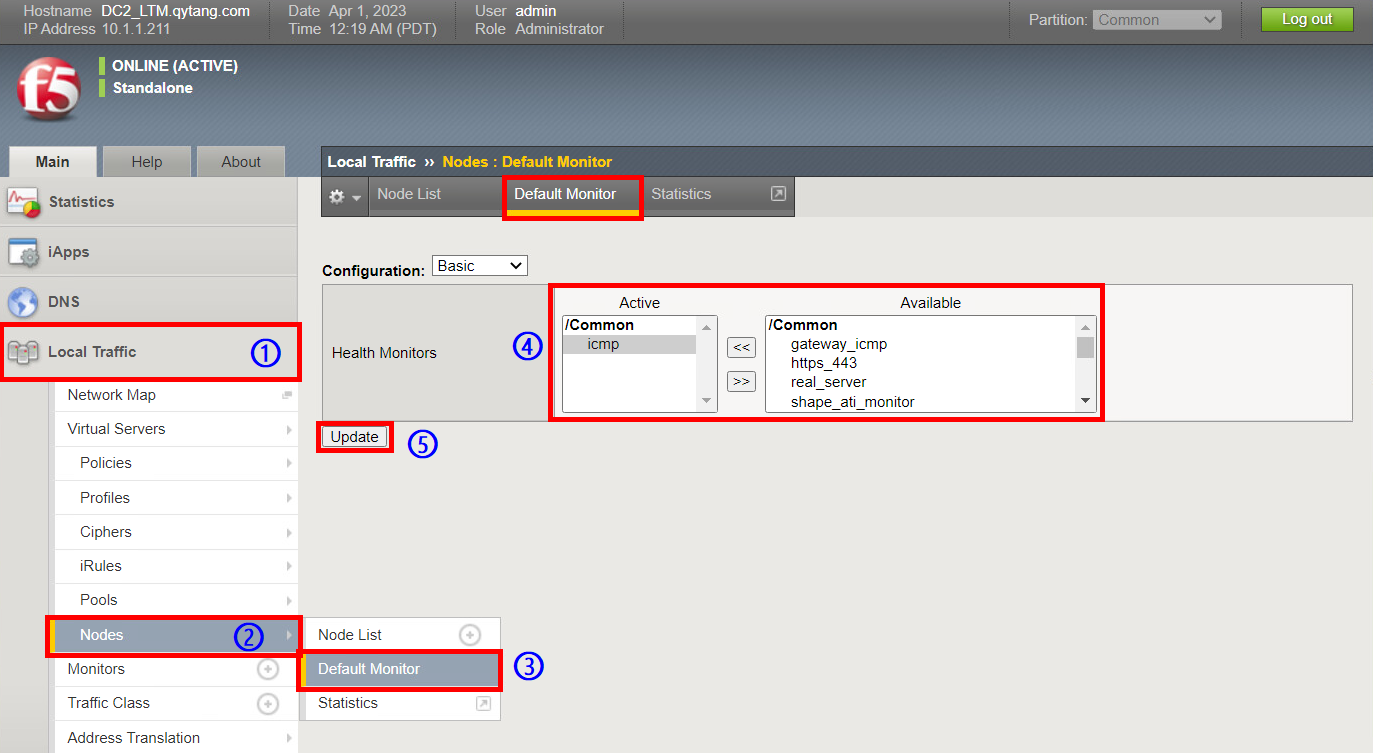 Hostname DC2_LTM.qytang.com Date Apr 1, 2023 User admin
IP Address 10.1.1.211 Time 12:19 AM (PDT) Role Administrator
Partition: Common Log out
f5
ONLINE (ACTIVE)
Standalone
Main Help About
Local Traffic ›› Nodes : Default Monitor
Node List Default Monitor Statistics
Statistics
iApps
DNS
Local Traffic ①
Configuration: Basic
Active Available
Health Monitors ④
/Common
icmp
<<
>>
/Common
gateway_icmp
https_443
real_server
shape_ati_monitor
Update ⑤
Network Map
Virtual Servers
Policies
Profiles
Ciphers
iRules
Pools
Nodes ②
Monitors
Traffic Class
Address Translation
Node List
Default Monitor ③
Statistics